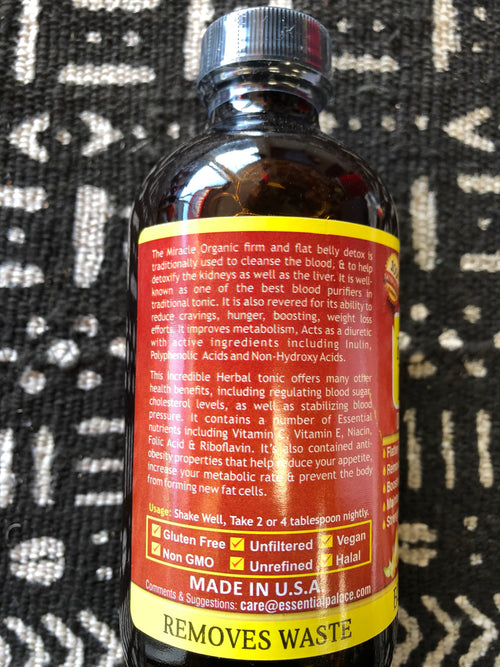 The Miracle Organic firm and flat belly detox is
traditionally used to cleanse the blood, & to help
detoxify the kidneys as well as the liver. It is well-
known as one of the best blood purifiers in
traditional tonic. It is also revered for its ability to
reduce cravings, hunger, boosting, weight loss
efforts. It improves metabolism, Acts as a diuretic
with active ingredients including Inulin,
Polyphenolic Acids and Non-Hydroxy Acids.
This incredible Herbal tonic offers many other
health benefits, including regulating blood sugar,
cholesterol levels, as well as stabilizing blood
pressure. It contains a number of Essential
nutrients including Vitamin C, Vitamin E, Niacin,
Folic Acid & Riboflavin. It's also contained anti-
obesity properties that help reduce your appetite,
increase your metabolic rate & prevent the body
from forming new fat cells.
Usage: Shake Well, Take 2 or 4 tablespoon nightly.
Gluten Free Unfiltered Vegan
Non GMO Unrefined Halal
MADE IN U.S.A
Comments & Suggestions: care@essentialpalace.com
REMOVES WASTE